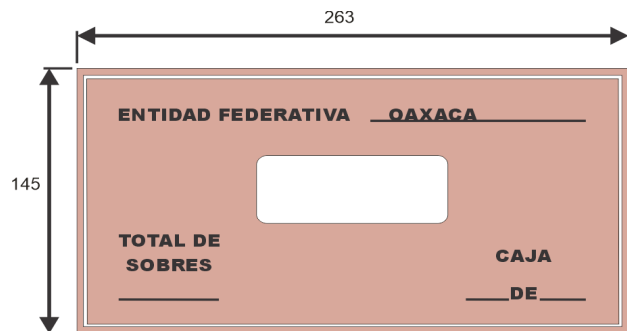 263
145
ENTIDAD FEDERATIVA OAXACA
TOTAL DE
SOBRES
CAJA
DE